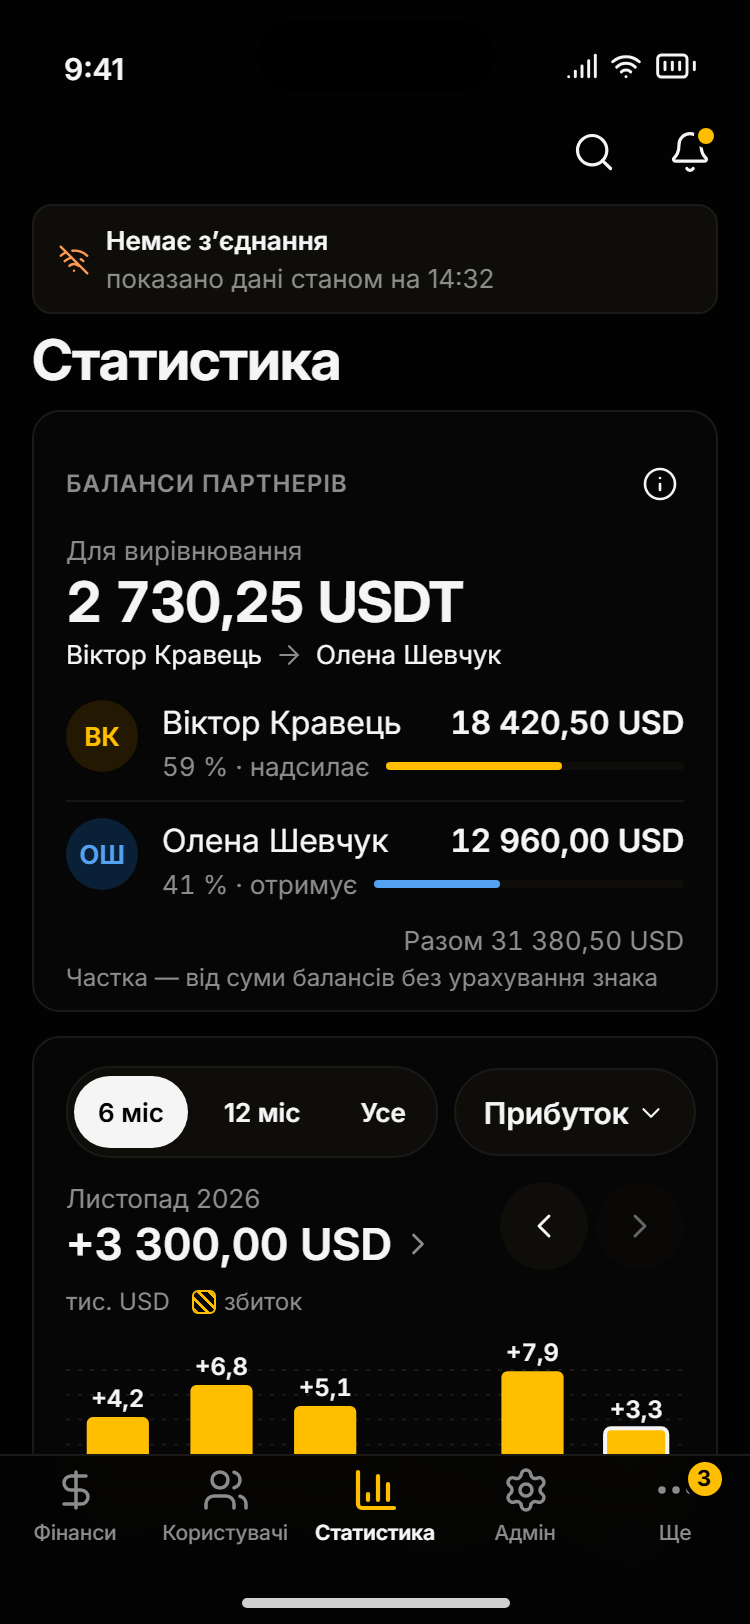 9:41
Немає з’єднання
показано дані станом на 14:32
Статистика
БАЛАНСИ ПАРТНЕРІВ
Для вирівнювання
2 730,25 USDT
Віктор Кравець → Олена Шевчук
ВК
Віктор Кравець 18 420,50 USD
59 % · надсилає
ОШ
Олена Шевчук 12 960,00 USD
41 % · отримує
Разом 31 380,50 USD
Частка — від суми балансів без урахування знака
6 міс 12 міс Усе Прибуток
Листопад 2026
+3 300,00 USD
тис. USD збиток
+4,2 +6,8 +5,1 +7,9 +3,3
3
Фінанси Користувачі Статистика Адмін Ще